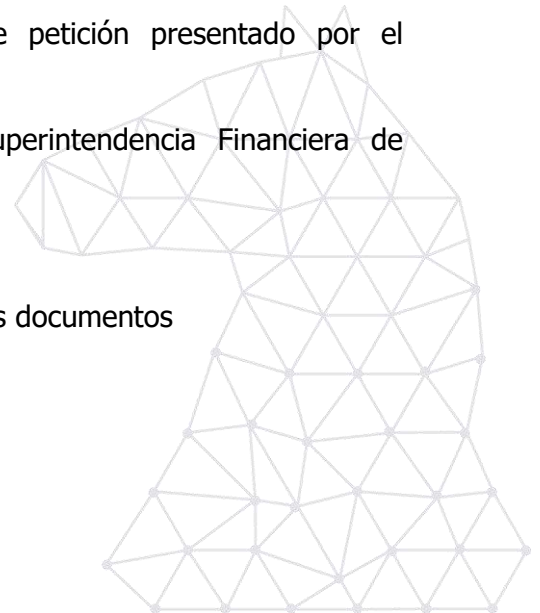 petición presentado por el
uperintendencia Financiera de
s documentos